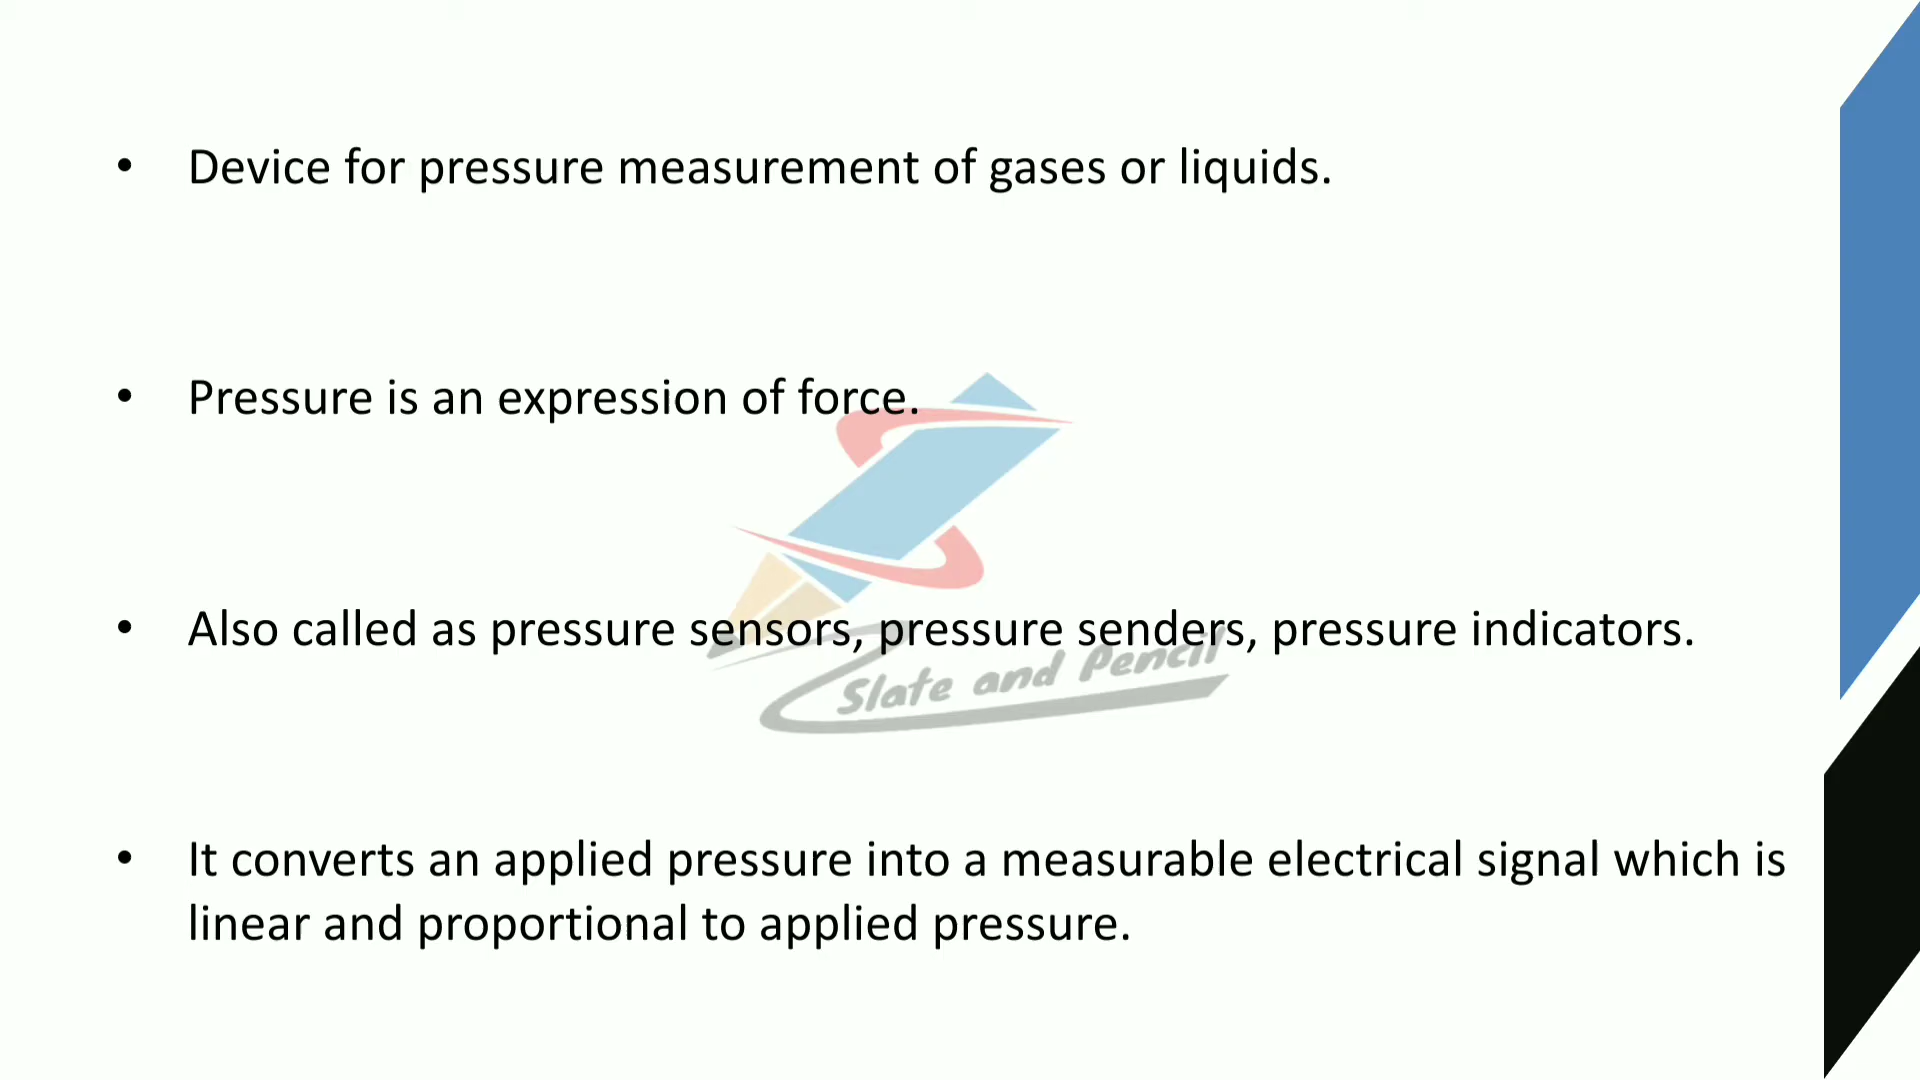 • Device for pressure measurement of gases or liquids.
• Pressure is an expression of force.
• Also called as pressure sensors, pressure senders, pressure indicators.
Slate and Pencil
• It converts an applied pressure into a measurable electrical signal which is
linear and proportional to applied pressure.